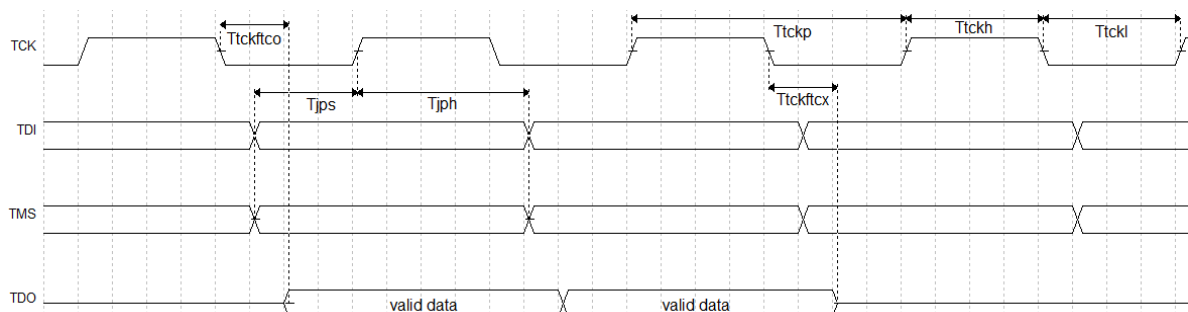 TCK
Ttckftco
Ttckp
Ttckh
Ttckl
Tjps
Tjph
Ttckftcx
TDI
TMS
TDO
valid data
valid data